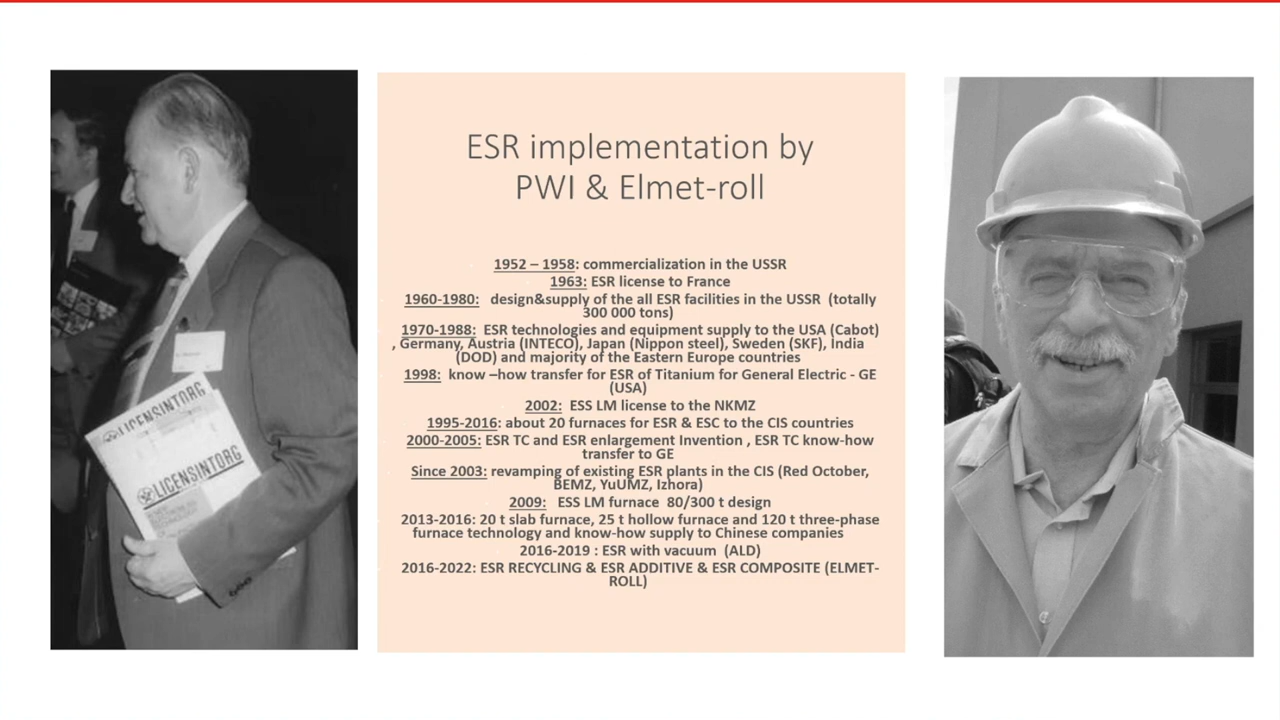 ESR implementation by
PWI & Elmet-roll
1952 – 1958: commercialization in the USSR
1963: ESR license to France
1960-1980: design&supply of the all ESR facilities in the USSR (totally
300 000 tons)
1970-1988: ESR technologies and equipment supply to the USA (Cabot)
, Germany, Austria (INTECO), Japan (Nippon steel), Sweden (SKF), India
(DOD) and majority of the Eastern Europe countries
1998: know –how transfer for ESR of Titanium for General Electric - GE
(USA)
2002: ESS LM license to the NKMZ
1995-2016: about 20 furnaces for ESR & ESC to the CIS countries
2000-2005: ESR TC and ESR enlargement Invention , ESR TC know-how
transfer to GE
Since 2003: revamping of existing ESR plants in the CIS (Red October,
BEMZ, YuUMZ, Izhora)
2009: ESS LM furnace 80/300 t design
2013-2016: 20 t slab furnace, 25 t hollow furnace and 120 t three-phase
furnace technology and know-how supply to Chinese companies
2016-2019 : ESR with vacuum (ALD)
2016-2022: ESR RECYCLING & ESR ADDITIVE & ESR COMPOSITE (ELMET-
ROLL)
LICENSINTORG
LICENSINTORG